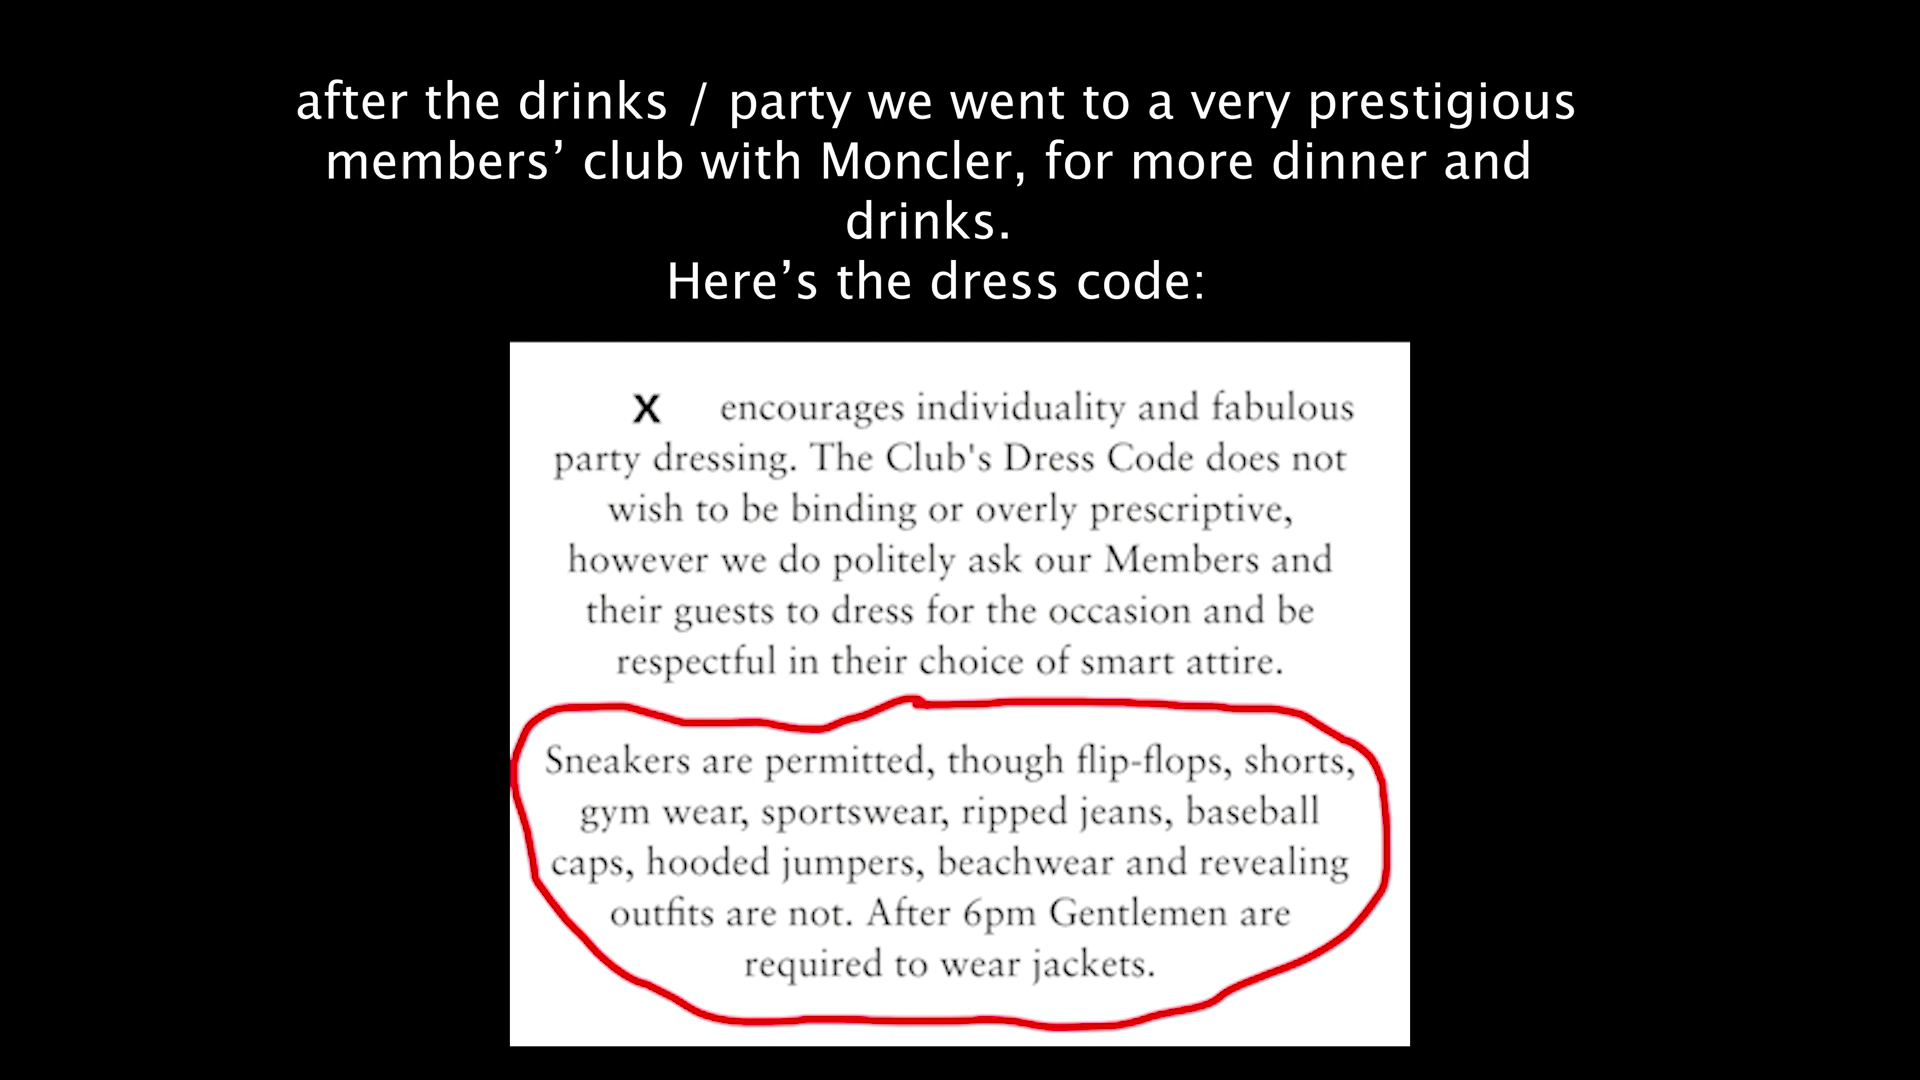 after the drinks / party we went to a very prestigious
members’ club with Moncler, for more dinner and
drinks.
Here’s the dress code:
X encourages individuality and fabulous
party dressing. The Club's Dress Code does not
wish to be binding or overly prescriptive,
however we do politely ask our Members and
their guests to dress for the occasion and be
respectful in their choice of smart attire.
Sneakers are permitted, though flip-flops, shorts,
gym wear, sportswear, ripped jeans, baseball
caps, hooded jumpers, beachwear and revealing
outfits are not. After 6pm Gentlemen are
required to wear jackets.